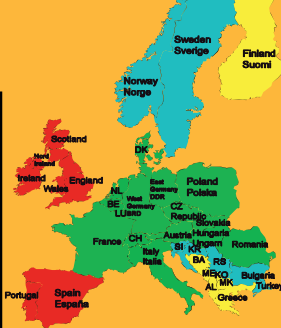 Sweden
Sverige
Finland
Suomi
Norway
Norge
Scotland
Nord
Ireland
DK
Ireland
Wales
England
NL
East
Germany
DDR
Poland
Polska
BE
West
Germany
BRD
LU
CZ
Republic
Slovakia
France
CH
Austria
Hungaria
Ungarn
Romania
Italy
Italia
SI
KR
BA
RS
ME
KO
Bulgaria
AL
MK
Turkey
Greece
Portugal
Spain
España